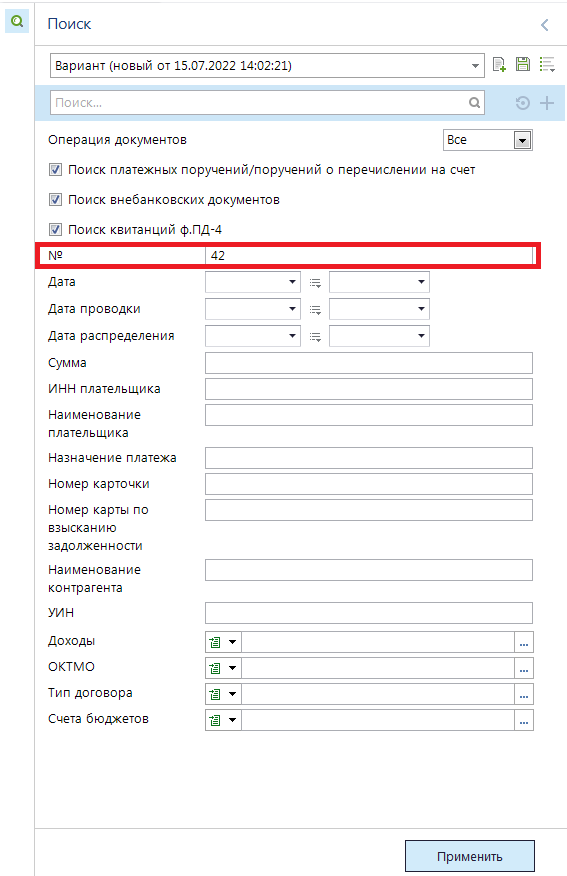 Поиск
Вариант (новый от 15.07.2022 14:02:21)
Поиск...
Операция документов Все
Поиск платежных поручений/поручений о перечислении на счет
Поиск внебанковских документов
Поиск квитанций ф.ПД-4
№ 42
Дата
Дата проводки
Дата распределения
Сумма
ИНН плательщика
Наименование
плательщика
Назначение платежа
Номер карточки
Номер карты по
взысканию
задолженности
Наименование
контрагента
УИН
Доходы ...
ОКТМО ...
Тип договора ...
Счета бюджетов ...
Применить